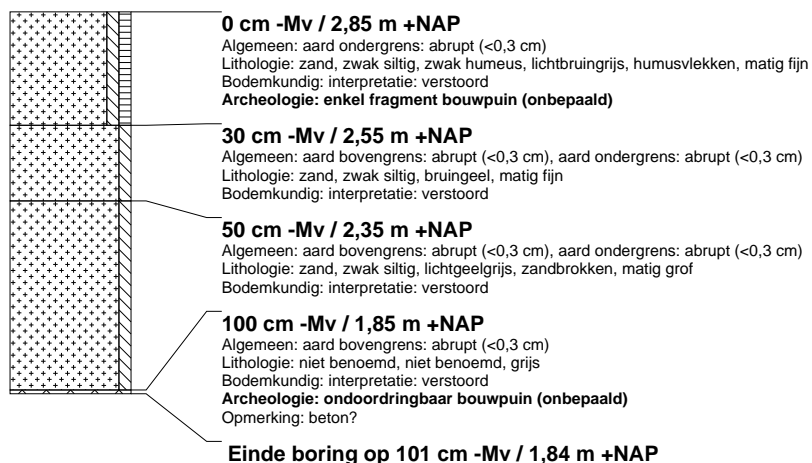 0 cm -Mv / 2,85 m +NAP
Algemeen: aard ondergrens: abrupt (<0,3 cm)
Lithologie: zand, zwak siltig, zwak humeus, lichtbruingrijs, humusvlekken, matig fijn
Bodemkundig: interpretatie: verstoord
Archeologie: enkel fragment bouwpuin (onbepaald)
30 cm -Mv / 2,55 m +NAP
Algemeen: aard bovengrens: abrupt (<0,3 cm), aard ondergrens: abrupt (<0,3 cm)
Lithologie: zand, zwak siltig, bruingeel, matig fijn
Bodemkundig: interpretatie: verstoord
50 cm -Mv / 2,35 m +NAP
Algemeen: aard bovengrens: abrupt (<0,3 cm), aard ondergrens: abrupt (<0,3 cm)
Lithologie: zand, zwak siltig, lichtgeelgrijs, zandbrokken, matig grof
Bodemkundig: interpretatie: verstoord
100 cm -Mv / 1,85 m +NAP
Algemeen: aard bovengrens: abrupt (<0,3 cm)
Lithologie: niet benoemd, niet benoemd, grijs
Bodemkundig: interpretatie: verstoord
Archeologie: ondoordringbaar bouwpuin (onbepaald)
Opmerking: beton?
Einde boring op 101 cm -Mv / 1,84 m +NAP